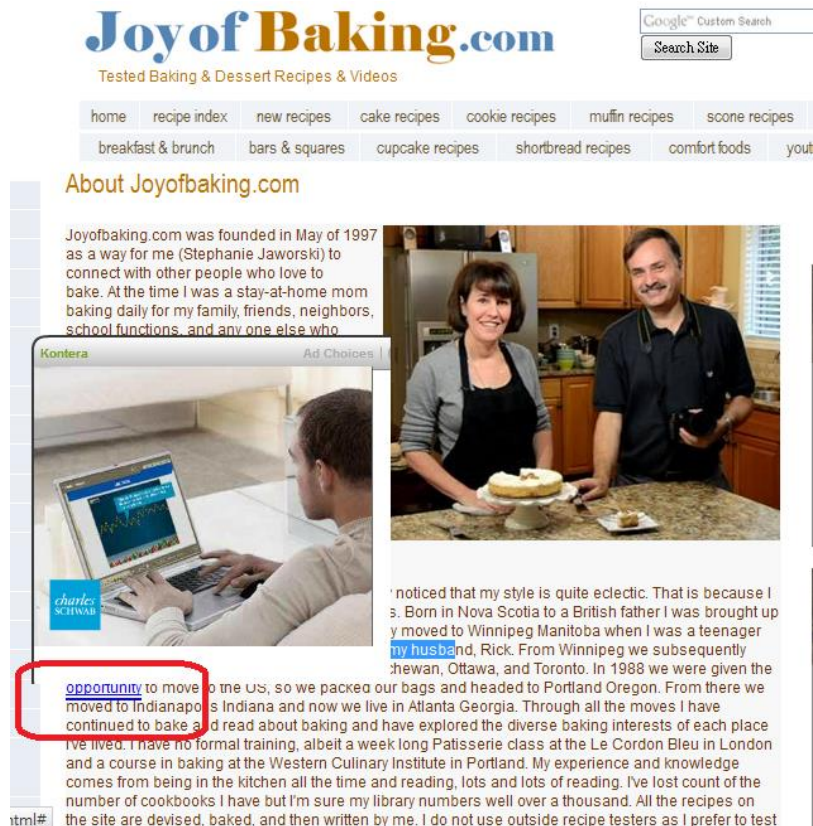 Joy of Baking.com
Google™ Custom Search
Search Site
Tested Baking & Dessert Recipes & Videos
home recipe index new recipes cake recipes cookie recipes muffin recipes scone recipes
breakfast & brunch bars & squares cupcake recipes shortbread recipes comfort foods yout
About Joyofbaking.com
Joyofbaking.com was founded in May of 1997
as a way for me (Stephanie Jaworski) to
connect with other people who love to
bake. At the time I was a stay-at-home mom
baking daily for my family, friends, neighbors,
school functions, and any one else who
Kontera
Ad Choices |
charles
SCHWAB
noticed that my style is quite eclectic. That is because I
s. Born in Nova Scotia to a British father I was brought up
y moved to Winnipeg Manitoba when I was a teenager
my husband, Rick. From Winnipeg we subsequently
chewan, Ottawa, and Toronto. In 1988 we were given the
opportunity to move to the US, so we packed our bags and headed to Portland Oregon. From there we
moved to Indianapolis Indiana and now we live in Atlanta Georgia. Through all the moves I have
continued to bake and read about baking and have explored the diverse baking interests of each place
I've lived. I have no formal training, albeit a week long Patisserie class at the Le Cordon Bleu in London
and a course in baking at the Western Culinary Institute in Portland. My experience and knowledge
comes from being in the kitchen all the time and reading, lots and lots of reading. I've lost count of the
number of cookbooks I have but I'm sure my library numbers well over a thousand. All the recipes on
the site are devised, baked, and then written by me. I do not use outside recipe testers as I prefer to test
html#